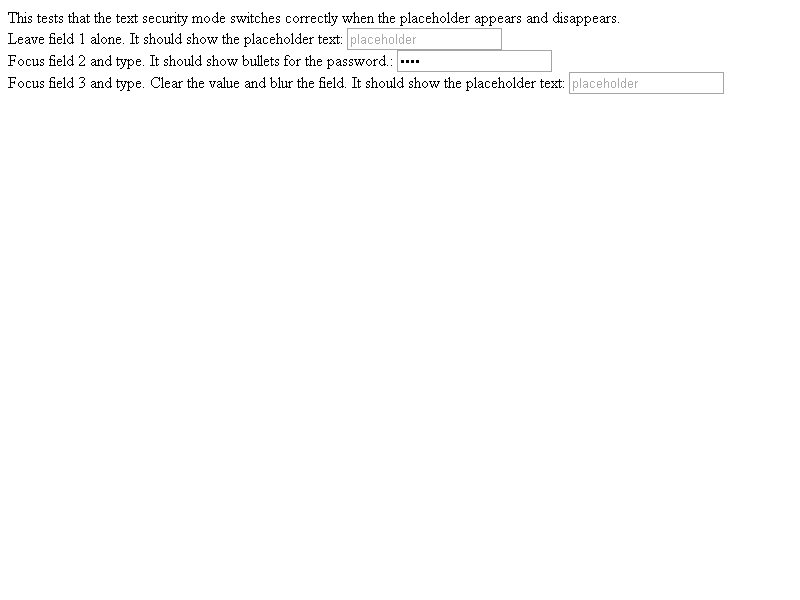 This tests that the text security mode switches correctly when the placeholder appears and disappears.
Leave field 1 alone. It should show the placeholder text: placeholder
Focus field 2 and type. It should show bullets for the password.: ••••
Focus field 3 and type. Clear the value and blur the field. It should show the placeholder text: placeholder